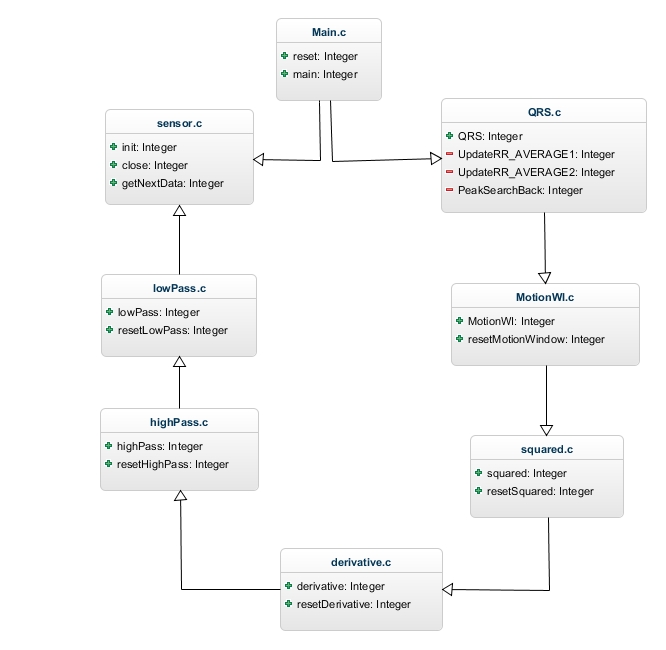 Main.c
reset: Integer
main: Integer
sensor.c
init: Integer
close: Integer
getNextData: Integer
QRS.c
QRS: Integer
UpdateRR_AVERAGE1: Integer
UpdateRR_AVERAGE2: Integer
PeakSearchBack: Integer
lowPass.c
lowPass: Integer
resetLowPass: Integer
MotionWI.c
MotionWI: Integer
resetMotionWindow: Integer
highPass.c
highPass: Integer
resetHighPass: Integer
squared.c
squared: Integer
resetSquared: Integer
derivative.c
derivative: Integer
resetDerivative: Integer